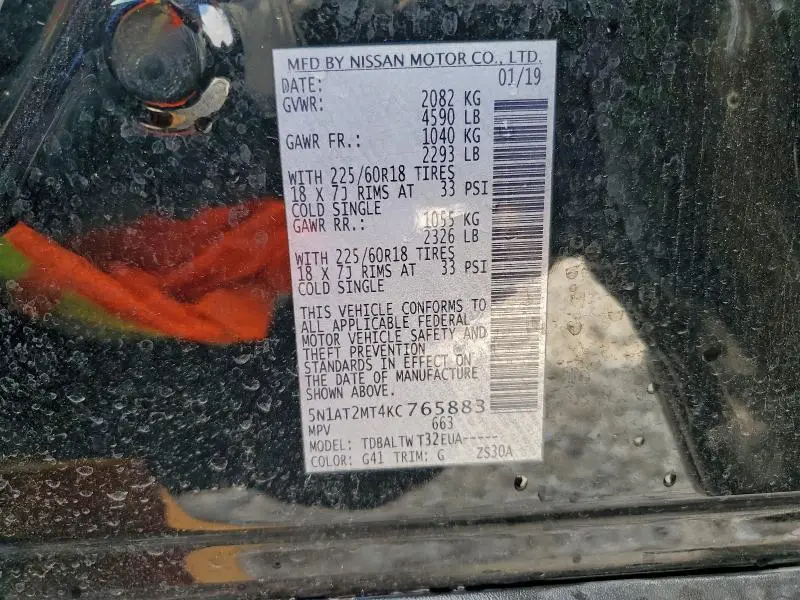 MFD BY NISSAN MOTOR CO., LTD.
DATE: 01/19
GVWR: 2082 KG
4590 LB
GAWR FR.: 1040 KG
2293 LB
WITH 225/60R18 TIRES
18 X 7J RIMS AT 33 PSI
COLD SINGLE
GAWR RR.: 1055 KG
2326 LB
WITH 225/60R18 TIRES
18 X 7J RIMS AT 33 PSI
COLD SINGLE
THIS VEHICLE CONFORMS TO
ALL APPLICABLE FEDERAL
MOTOR VEHICLE SAFETY AND
THEFT PREVENTION
STANDARDS IN EFFECT ON
THE DATE OF MANUFACTURE
SHOWN ABOVE.
5N1AT2MT4KC765883
MPV 663
MODEL: TDBALTWT32EUA-----
COLOR: G41 TRIM: G ZS30A